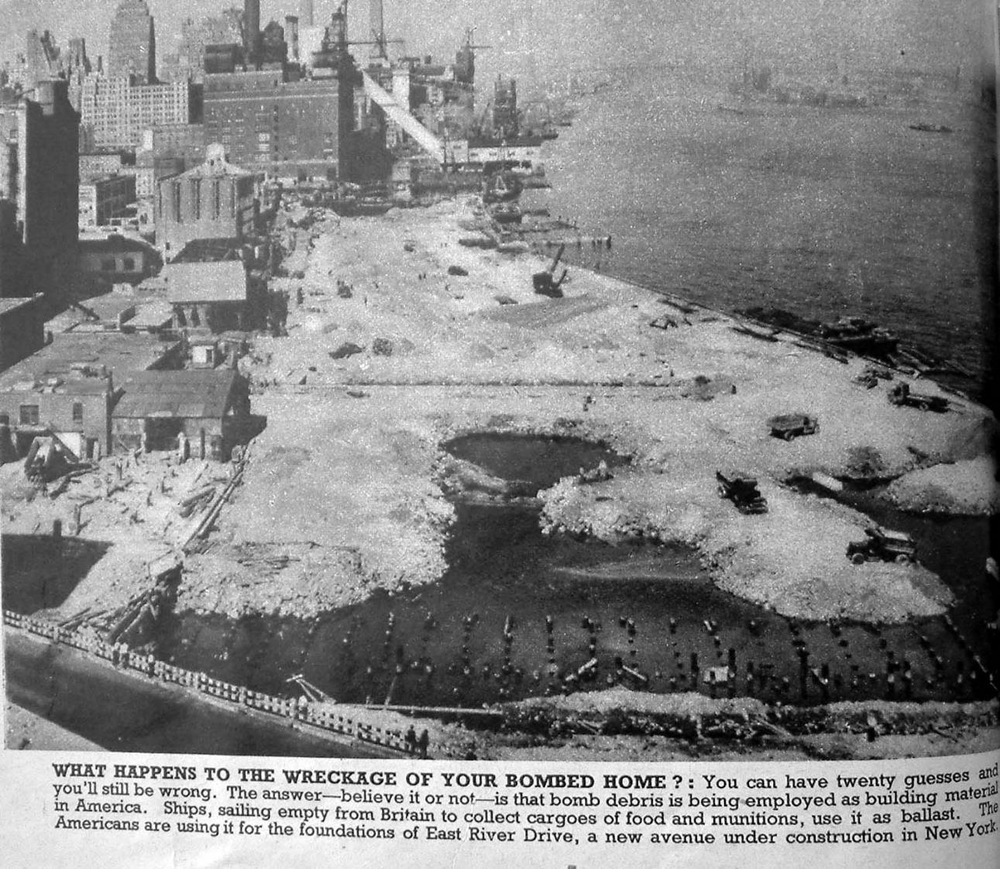 WHAT HAPPENS TO THE WRECKAGE OF YOUR BOMBED HOME ? : You can have twenty guesses and
you'll still be wrong. The answer—believe it or not—is that bomb debris is being employed as building material
in America. Ships, sailing empty from Britain to collect cargoes of food and munitions, use it as ballast. The
Americans are using it for the foundations of East River Drive, a new avenue under construction in New York.